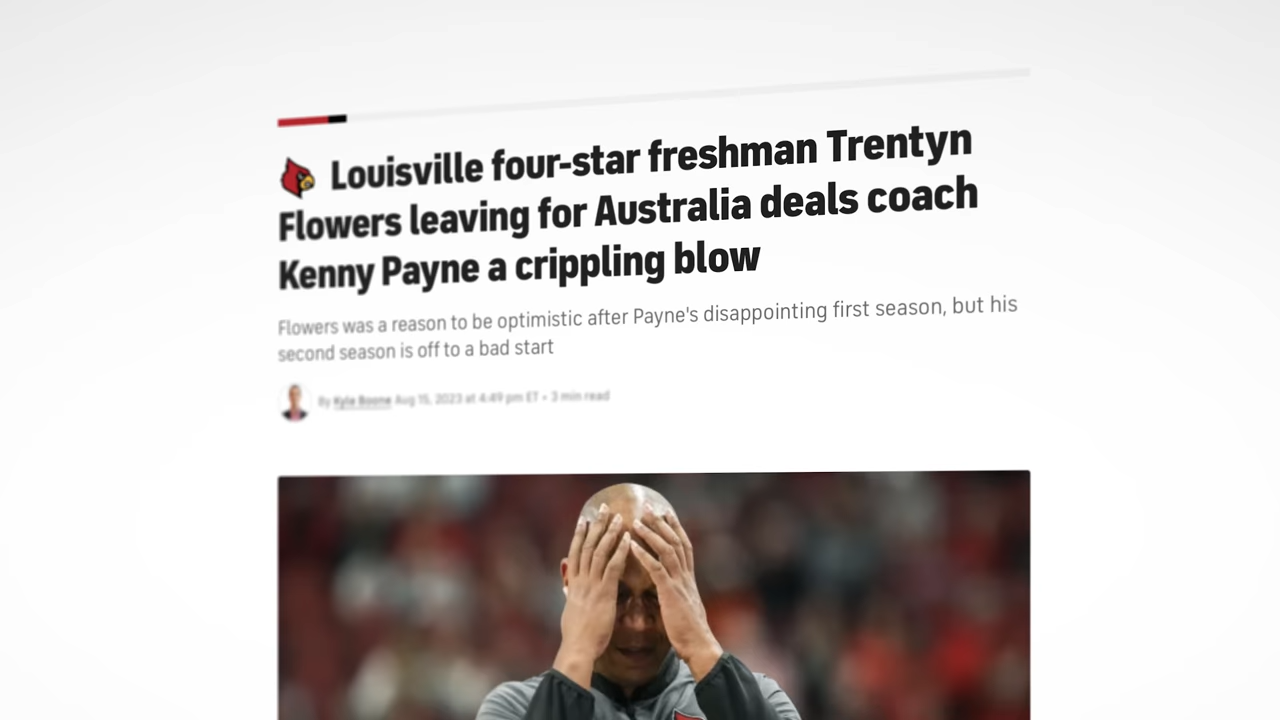 Louisville four-star freshman Trentyn
Flowers leaving for Australia deals coach
Kenny Payne a crippling blow
Flowers was a reason to be optimistic after Payne's disappointing first season, but his
second season is off to a bad start
By Kyle Boone Aug 15, 2023 at 4:49 pm ET • 3 min read